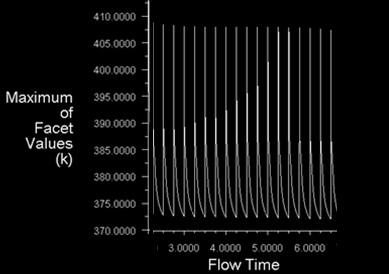 410.0000
405.0000
400.0000
395.0000
390.0000
385.0000
380.0000
375.0000
370.0000
Maximum
of
Facet
Values
(k)
3.0000 4.0000 5.0000 6.0000
Flow Time